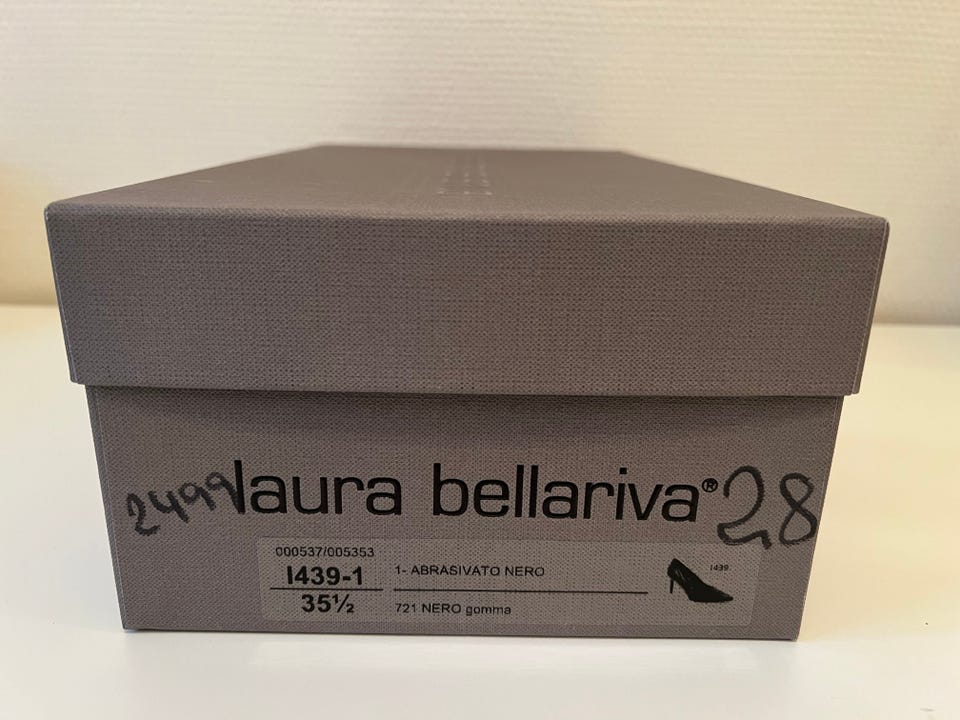 2499 laura bellariva® 28
000537/005353
I439-1 1- ABRASIVATO NERO I439
35½ 721 NERO gomma